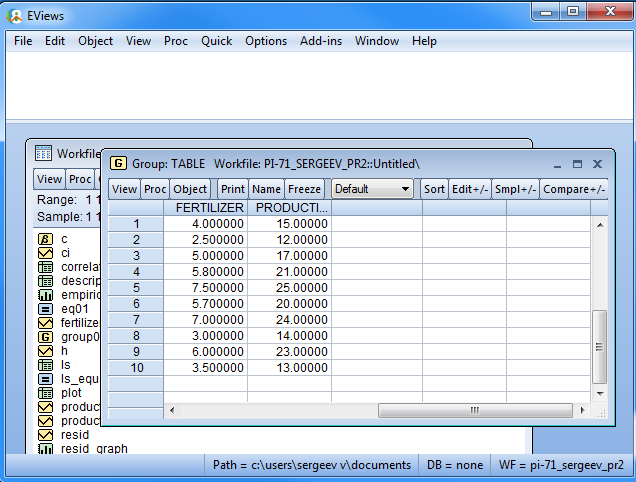 EViews
File Edit Object View Proc Quick Options Add-ins Window Help
Workfile
View Proc
Range: 1 1
Sample: 1 1
c
ci
correlat
descrip
empiric
eq01
fertilize
group0
h
ls
ls_equ
plot
product
product
resid
resid_graph
G Group: TABLE Workfile: PI-71_SERGEEV_PR2::Untitled\
View Proc Object Print Name Freeze Default Sort Edit+/- Smpl+/- Compare+/-
FERTILIZER PRODUCTI...
1 4.000000 15.00000
2 2.500000 12.00000
3 5.000000 17.00000
4 5.800000 21.00000
5 7.500000 25.00000
6 5.700000 20.00000
7 7.000000 24.00000
8 3.000000 14.00000
9 6.000000 23.00000
10 3.500000 13.00000
Path = c:\users\sergeev v\documents DB = none WF = pi-71_sergeev_pr2